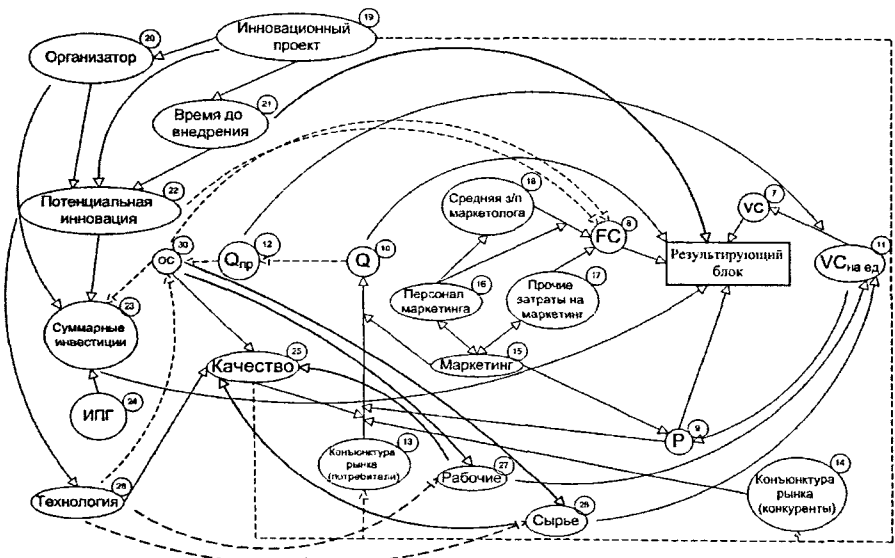 19
Инновационный
проект
20
Организатор
21
Время до
внедрения
22
Потенциальная
инновация
18
Средняя з/п
маркетолога
7
VC
8
FC
Результирующий
блок
11
VC на ед
30
ОС
12
Qпр
10
Q
16
Персонал
маркетинга
17
Прочие
затраты на
маркетинг
23
Суммарные
инвестиции
25
Качество
15
Маркетинг
24
ИПГ
9
P
13
Конъюнктура
рынка
(потребители)
27
Рабочие
14
Конъюнктура
рынка
(конкуренты)
Технология
Сырье